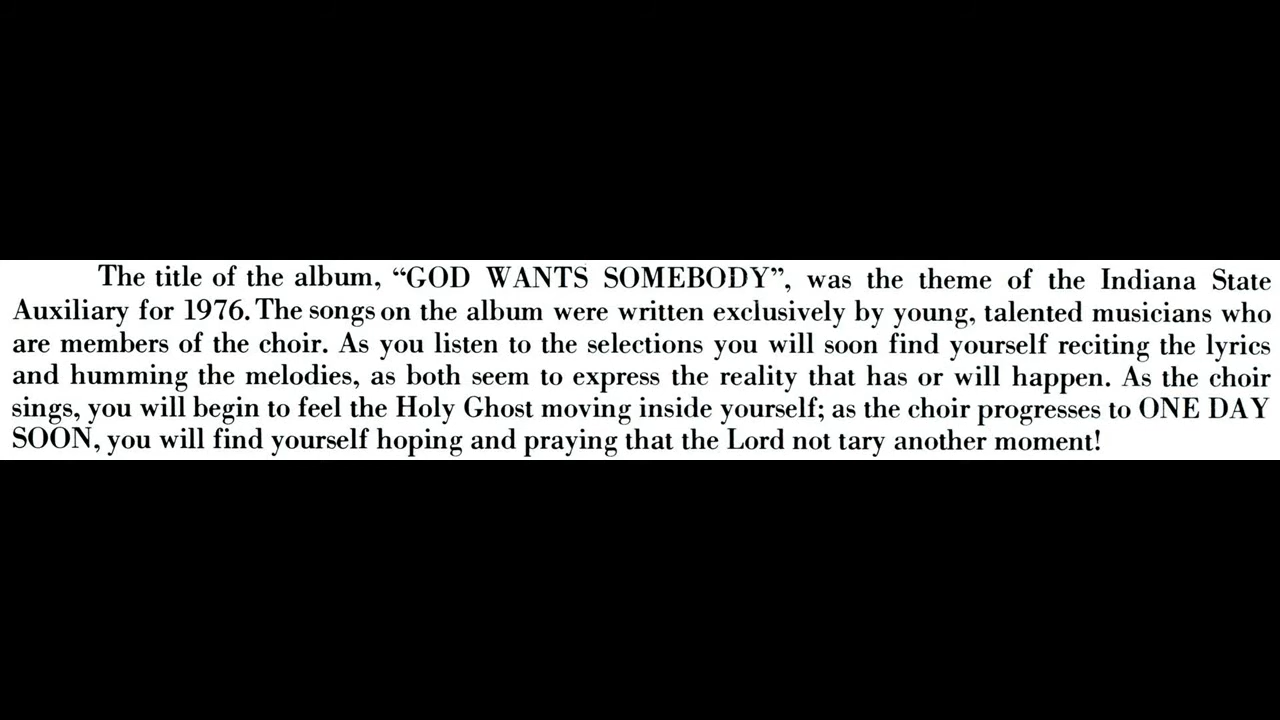 The title of the album, “GOD WANTS SOMEBODY”, was the theme of the Indiana State
Auxiliary for 1976. The songs on the album were written exclusively by young, talented musicians who
are members of the choir. As you listen to the selections you will soon find yourself reciting the lyrics
and humming the melodies, as both seem to express the reality that has or will happen. As the choir
sings, you will begin to feel the Holy Ghost moving inside yourself; as the choir progresses to ONE DAY
SOON, you will find yourself hoping and praying that the Lord not tary another moment!